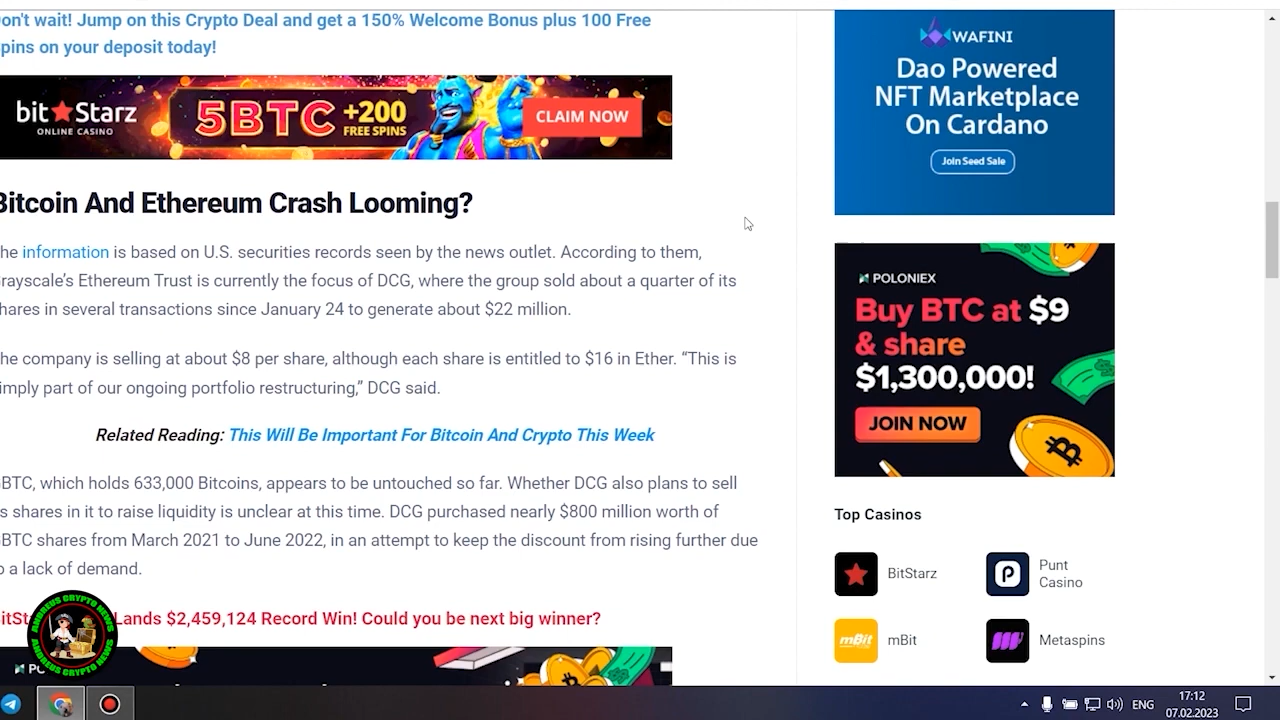 on't wait! Jump on this Crypto Deal and get a 150% Welcome Bonus plus 100 Free
pins on your deposit today!
bit★Starz
ONLINE CASINO
5BTC +200
FREE SPINS
CLAIM NOW
Bitcoin And Ethereum Crash Looming?
he information is based on U.S. securities records seen by the news outlet. According to them,
rayscale's Ethereum Trust is currently the focus of DCG, where the group sold about a quarter of its
hares in several transactions since January 24 to generate about $22 million.
he company is selling at about $8 per share, although each share is entitled to $16 in Ether. “This is
imply part of our ongoing portfolio restructuring,” DCG said.
Related Reading: This Will Be Important For Bitcoin And Crypto This Week
BTC, which holds 633,000 Bitcoins, appears to be untouched so far. Whether DCG also plans to sell
s shares in it to raise liquidity is unclear at this time. DCG purchased nearly $800 million worth of
BTC shares from March 2021 to June 2022, in an attempt to keep the discount from rising further due
o a lack of demand.
itSt
Lands $2,459,124 Record Win! Could you be next big winner?
ANDREUS CRYPTO NEWS
ANDREUS CRYPTO NEWS
WAFINI
Dao Powered
NFT Marketplace
On Cardano
Join Seed Sale
POLONIEX
Buy BTC at $9
& share
$1,300,000!
JOIN NOW
Top Casinos
BitStarz
Punt
Casino
mBit
mBit
Metaspins
ENG
17:12
07.02.2023